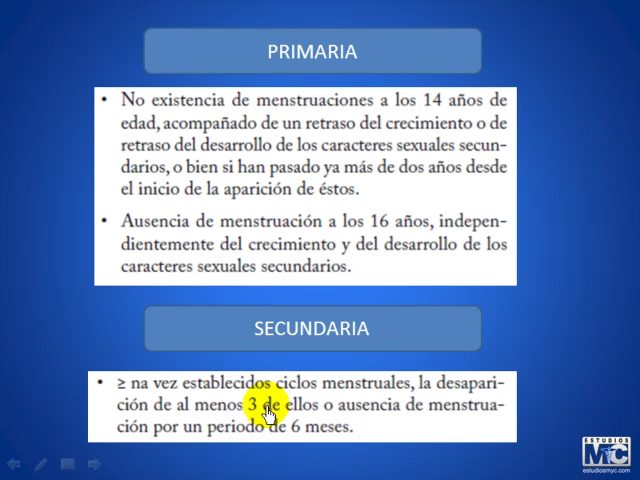 PRIMARIA
• No existencia de menstruaciones a los 14 años de
edad, acompañado de un retraso del crecimiento o de
retraso del desarrollo de los caracteres sexuales secun-
darios, o bien si han pasado ya más de dos años desde
el inicio de la aparición de éstos.
• Ausencia de menstruación a los 16 años, indepen-
dientemente del crecimiento y del desarrollo de los
caracteres sexuales secundarios.
SECUNDARIA
• ≥ na vez establecidos ciclos menstruales, la desapari-
ción de al menos 3 de ellos o ausencia de menstrua-
ción por un periodo de 6 meses.
ESTUDIOS
MyC
estudiosmyc.com